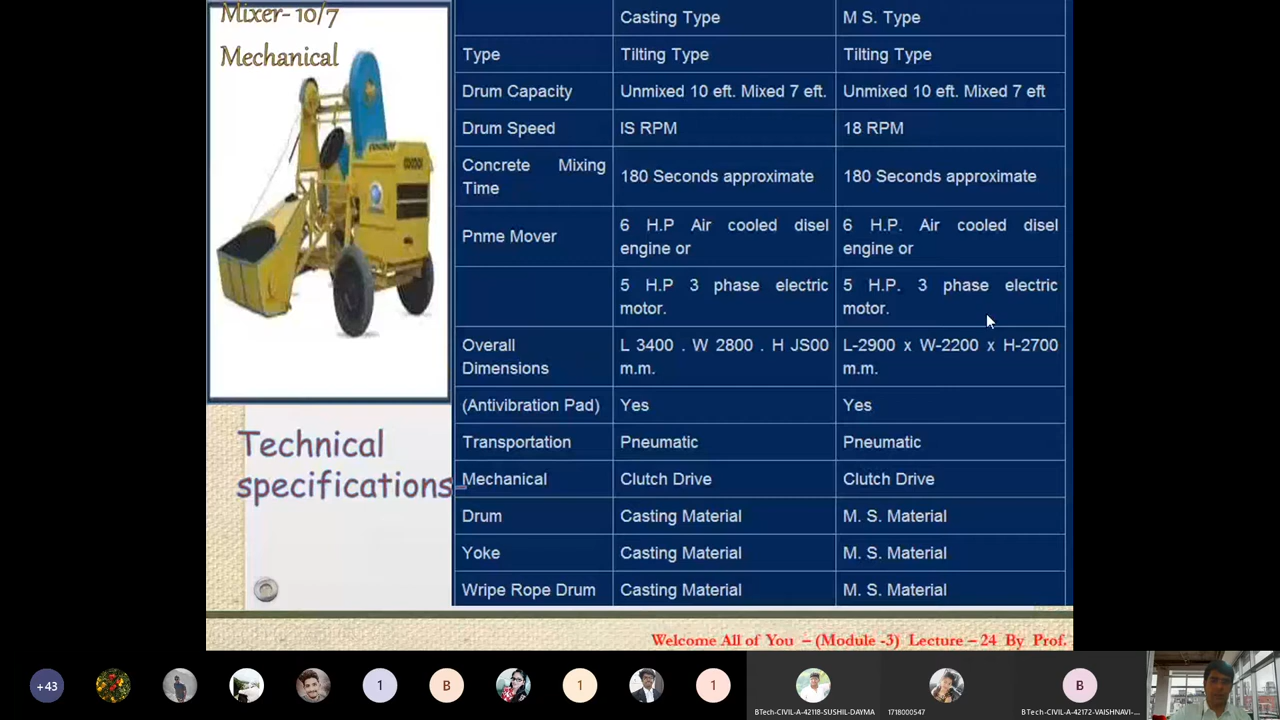 Mixer- 10/7
Mechanical
Casting Type
M S. Type
Type
Tilting Type
Tilting Type
Drum Capacity
Unmixed 10 eft. Mixed 7 eft.
Unmixed 10 eft. Mixed 7 eft
Drum Speed
IS RPM
18 RPM
Concrete Mixing
Time
180 Seconds approximate
180 Seconds approximate
Pnme Mover
6 H.P Air cooled disel
engine or
6 H.P. Air cooled disel
engine or
5 H.P 3 phase electric
motor.
5 H.P. 3 phase electric
motor.
Overall
Dimensions
L 3400 . W 2800 . H JS00
m.m.
L-2900 x W-2200 x H-2700
m.m.
(Antivibration Pad)
Yes
Yes
Transportation
Pneumatic
Pneumatic
Mechanical
Clutch Drive
Clutch Drive
Drum
Casting Material
M. S. Material
Yoke
Casting Material
M. S. Material
Wripe Rope Drum
Casting Material
M. S. Material
Technical
specifications-
Welcome All of You – (Module -3) Lecture – 24 By Prof.
+43
1
B
1
1
B
BTech-CIVIL-A-42118-SUSHIL-DAYMA
1718000547
BTech-CIVIL-A-42172-VAISHNAVI-...